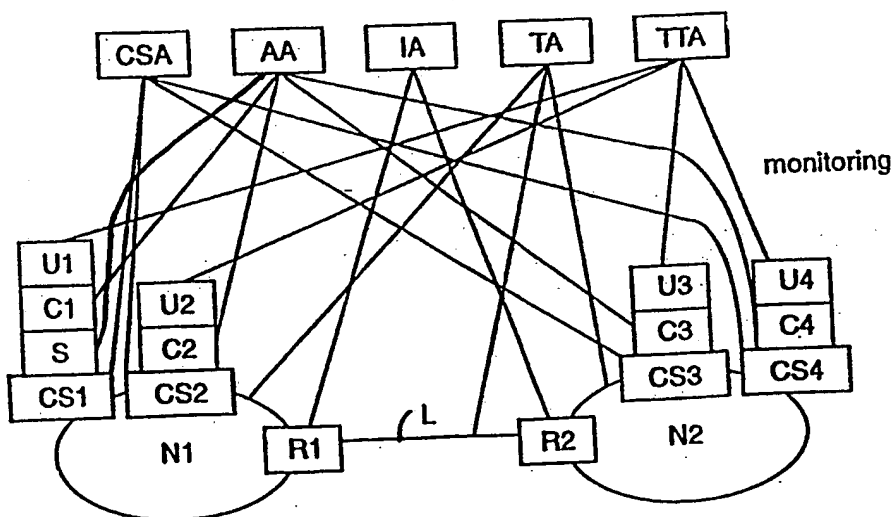 CSA AA IA TA TTA
monitoring
U1
C1
S
CS1
U2
C2
CS2
U3
C3
CS3
U4
C4
CS4
N1
R1
L
R2
N2